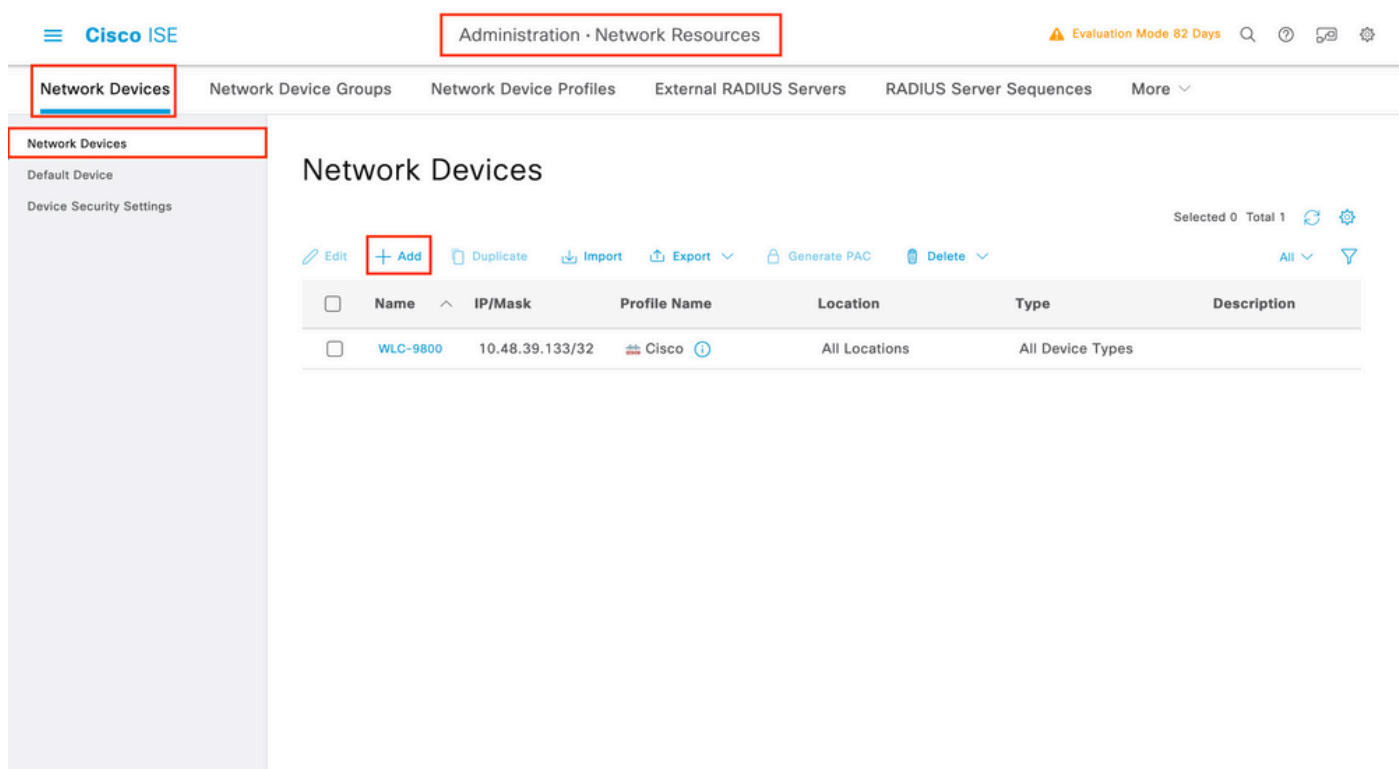 Cisco ISE Administration · Network Resources Evaluation Mode 82 Days
Network Devices Network Device Groups Network Device Profiles External RADIUS Servers RADIUS Server Sequences More
Network Devices
Default Device
Device Security Settings
Network Devices
Selected 0 Total 1
Edit Add Duplicate Import Export Generate PAC Delete All
Name IP/Mask Profile Name Location Type Description
WLC-9800 10.48.39.133/32 Cisco All Locations All Device Types